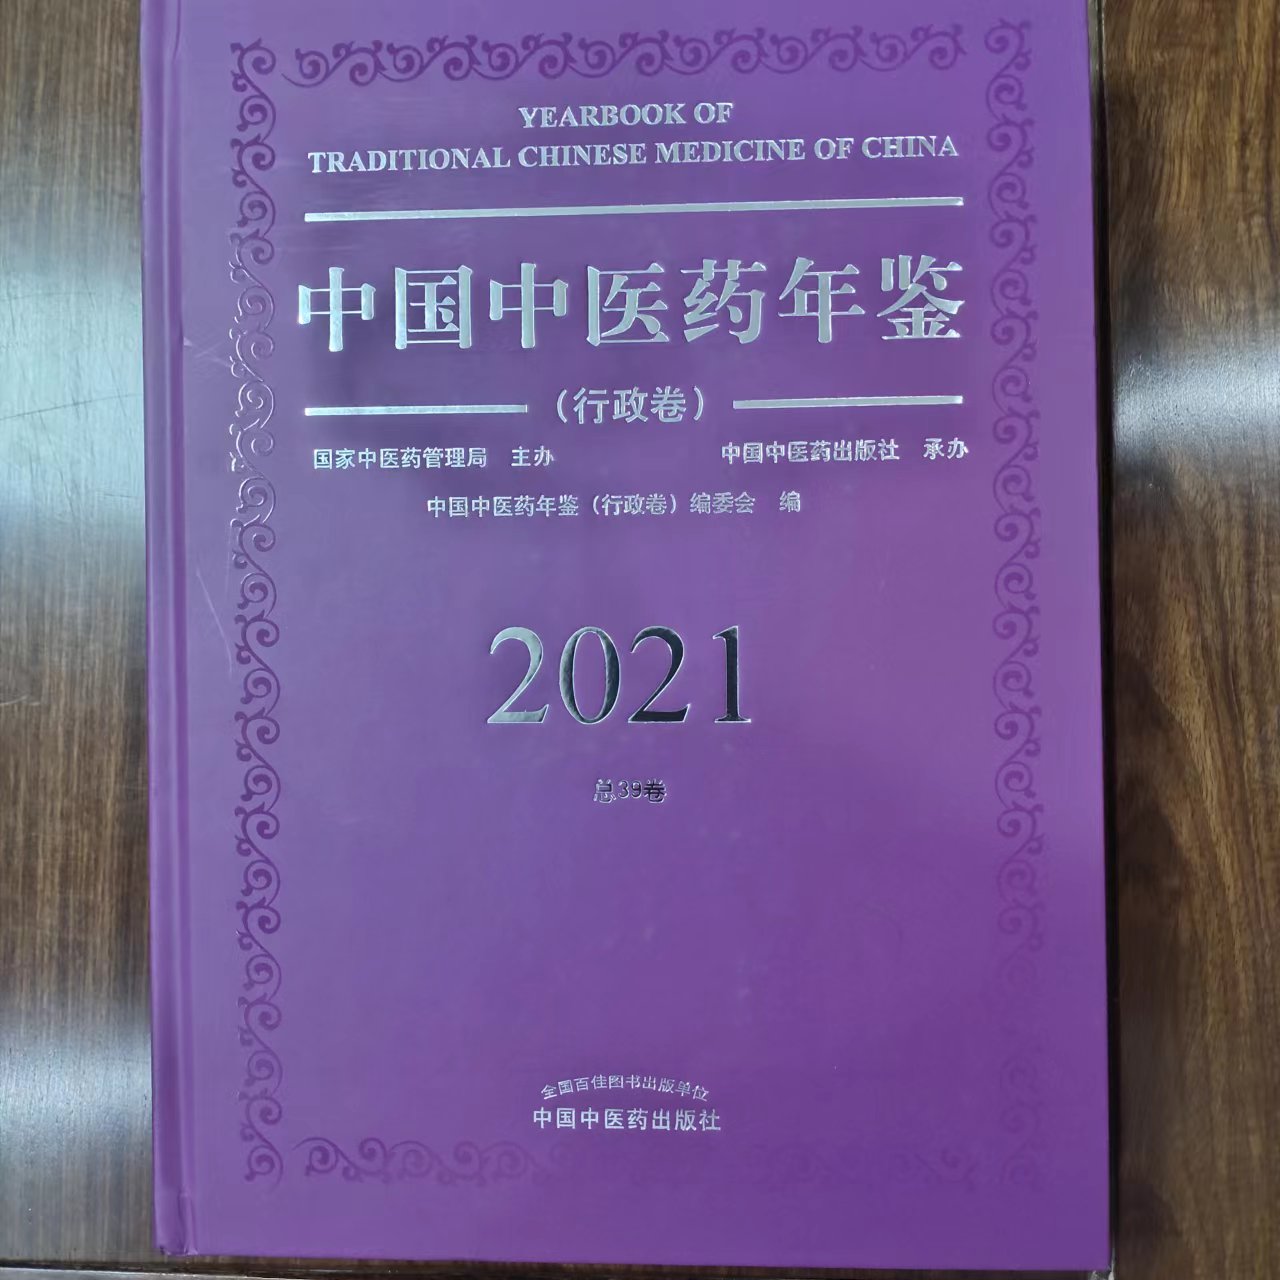 YEARBOOK OF
TRADITIONAL CHINESE MEDICINE OF CHINA
中国中医药年鉴
（行政卷）
国家中医药管理局 主办 中国中医药出版社 承办
中国中医药年鉴（行政卷）编委会 编
2021
总39卷
全国百佳图书出版单位
中国中医药出版社